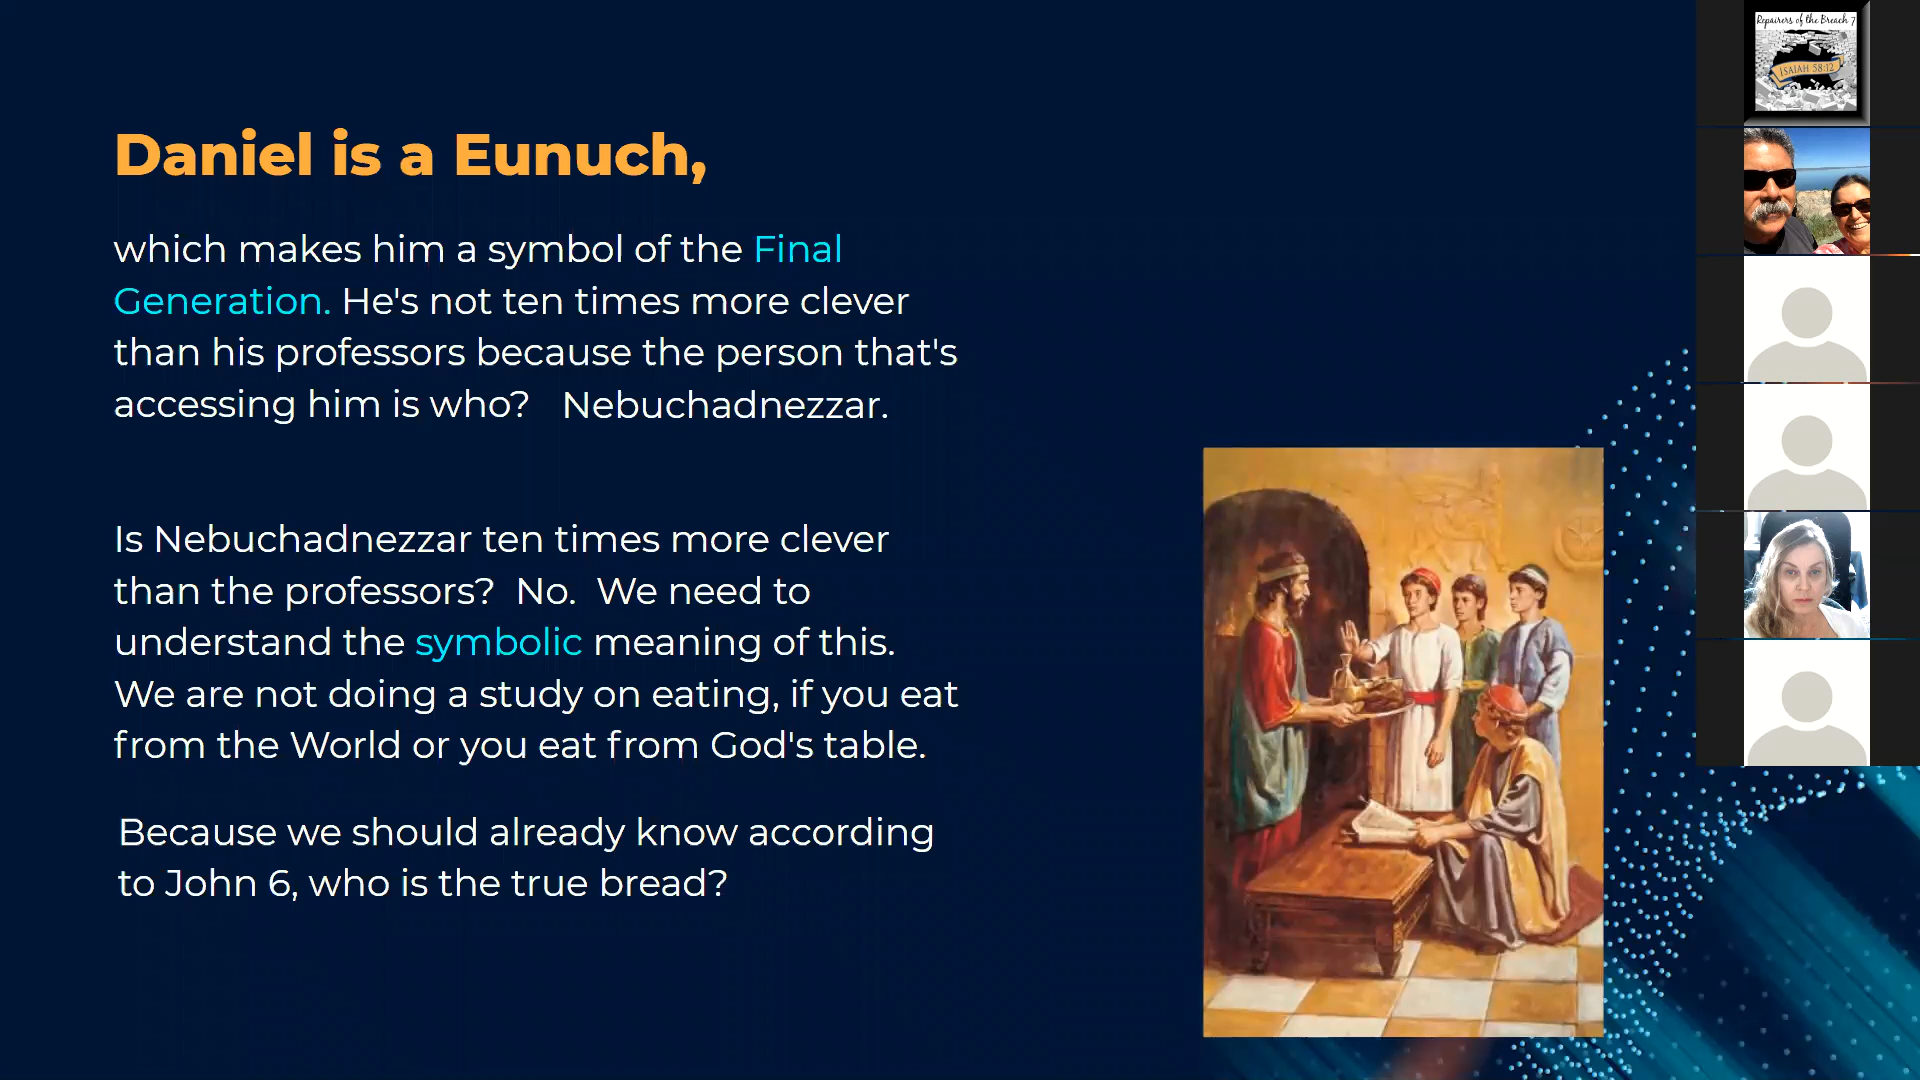 Daniel is a Eunuch,
which makes him a symbol of the Final
Generation. He's not ten times more clever
than his professors because the person that's
accessing him is who? Nebuchadnezzar.
Is Nebuchadnezzar ten times more clever
than the professors? No. We need to
understand the symbolic meaning of this.
We are not doing a study on eating, if you eat
from the World or you eat from God's table.
Because we should already know according
to John 6, who is the true bread?
Repairers of the Breach 7
ISAIAH 58:12